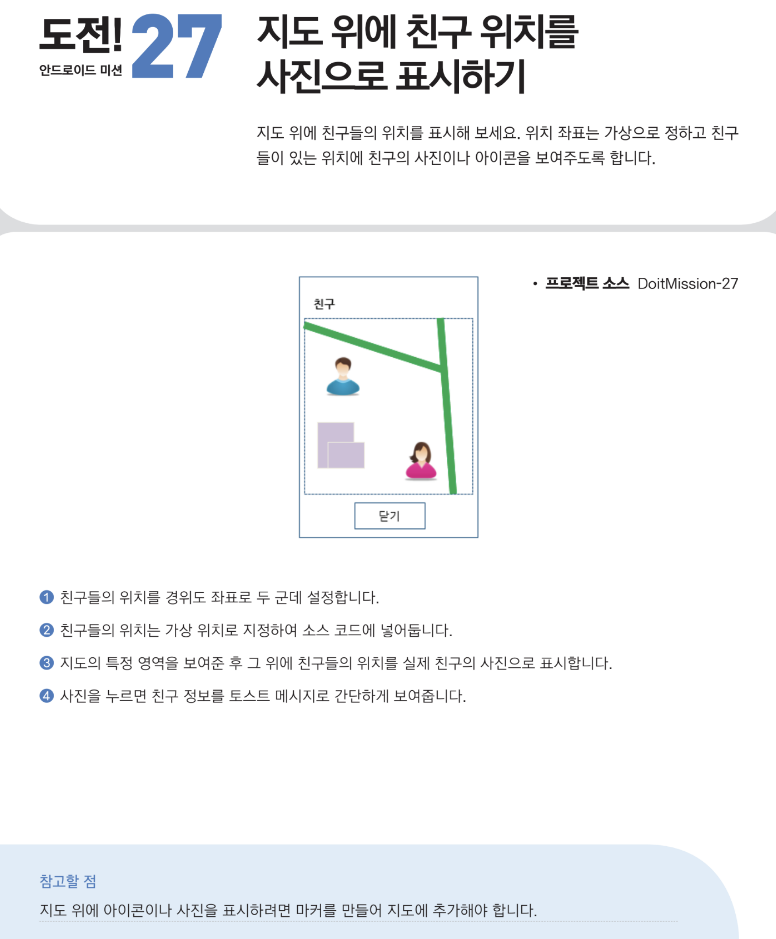 도전!
안드로이드 미션
27
지도 위에 친구 위치를
사진으로 표시하기
지도 위에 친구들의 위치를 표시해 보세요. 위치 좌표는 가상으로 정하고 친구
들이 있는 위치에 친구의 사진이나 아이콘을 보여주도록 합니다.
• 프로젝트 소스 DoitMission-27
친구
닫기
1 친구들의 위치를 경위도 좌표로 두 군데 설정합니다.
2 친구들의 위치는 가상 위치로 지정하여 소스 코드에 넣어둡니다.
3 지도의 특정 영역을 보여준 후 그 위에 친구들의 위치를 실제 친구의 사진으로 표시합니다.
4 사진을 누르면 친구 정보를 토스트 메시지로 간단하게 보여줍니다.
참고할 점
지도 위에 아이콘이나 사진을 표시하려면 마커를 만들어 지도에 추가해야 합니다.